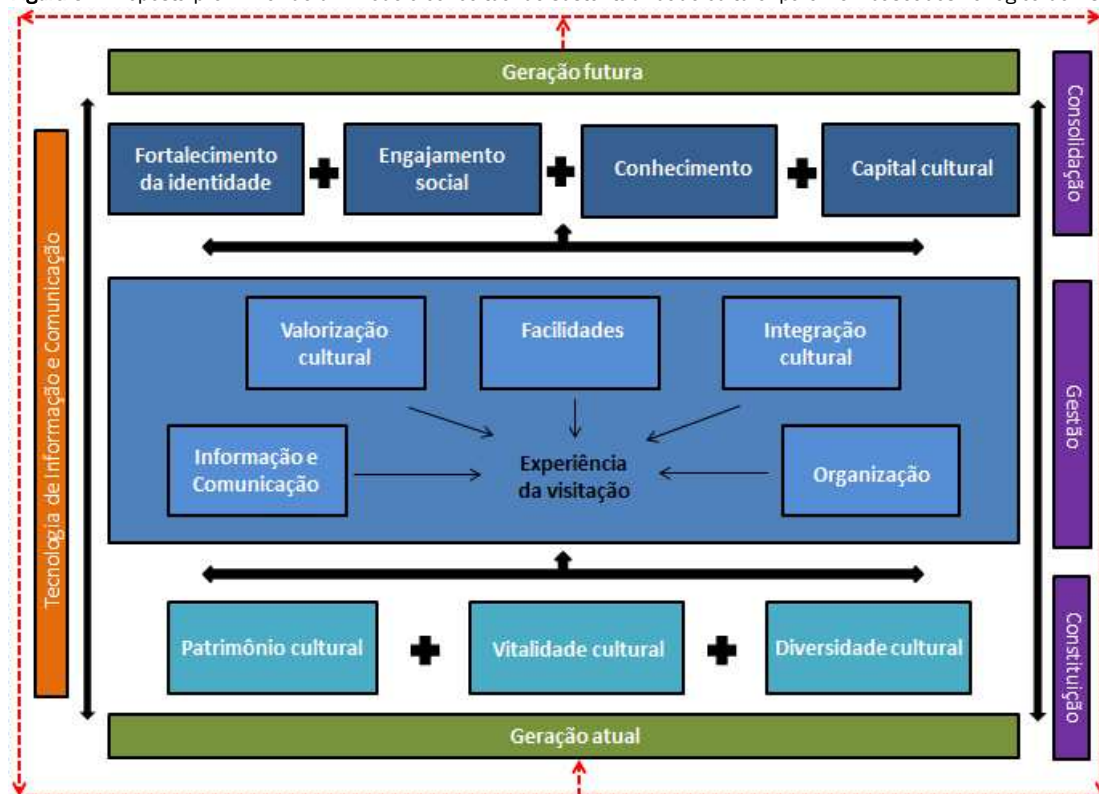 Geração futura
Consolidação
Fortalecimento
da identidade
Engajamento
social
Conhecimento
Capital cultural
Tecnologia de Informação e Comunicação
Valorização
cultural
Facilidades
Integração
cultural
Gestão
Informação e
Comunicação
Experiência
da visitação
Organização
Patrimônio cultural
Vitalidade cultural
Diversidade cultural
Constituição
Geração atual